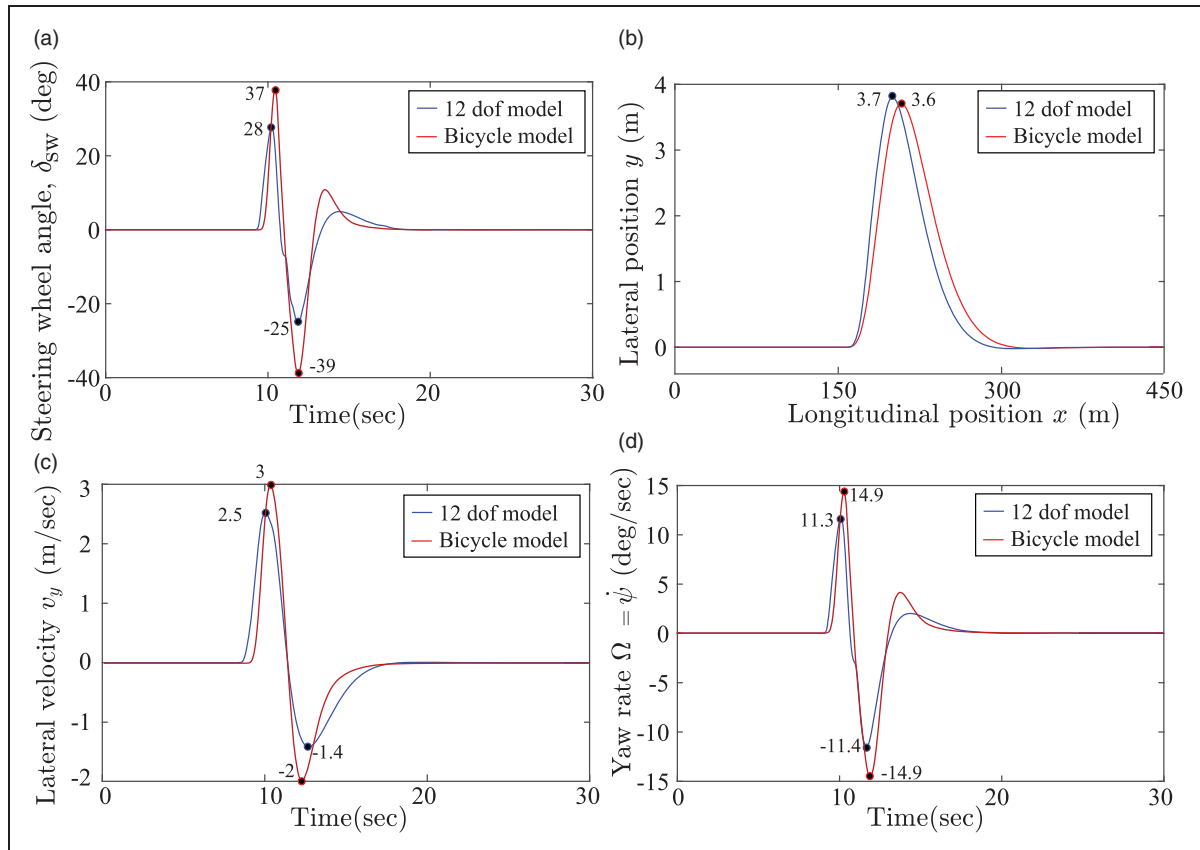 (a)
Steering wheel angle, δsw (deg)
40
20
0
-20
-40
37
28
-25
-39
12 dof model
Bicycle model
0
10
20
30
Time(sec)
(b)
Lateral position y (m)
4
3
2
1
0
3.7
3.6
12 dof model
Bicycle model
0
150
300
450
Longitudinal position x (m)
(c)
Lateral velocity v_y (m/sec)
3
2
1
0
-1
-2
3
2.5
-1.4
-2
12 dof model
Bicycle model
0
10
20
30
Time(sec)
(d)
Yaw rate Ω = ψ̇ (deg/sec)
15
10
5
0
-5
-10
-15
14.9
11.3
-11.4
-14.9
12 dof model
Bicycle model
0
10
20
30
Time(sec)